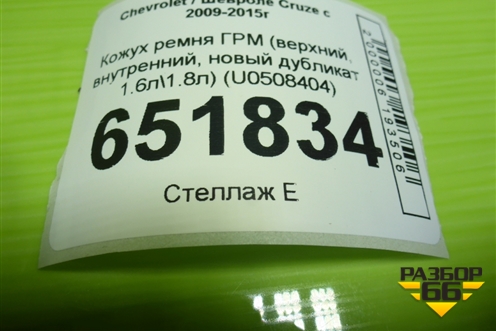 Chevrolet / Шевроле Cruze с
2009-2015г
Кожух ремня ГРМ (верхний,
внутренний, новый дубликат
1.6л\1.8л) (U0508404)
651834
Стеллаж Е
2000006193506
РАЗБОР
66